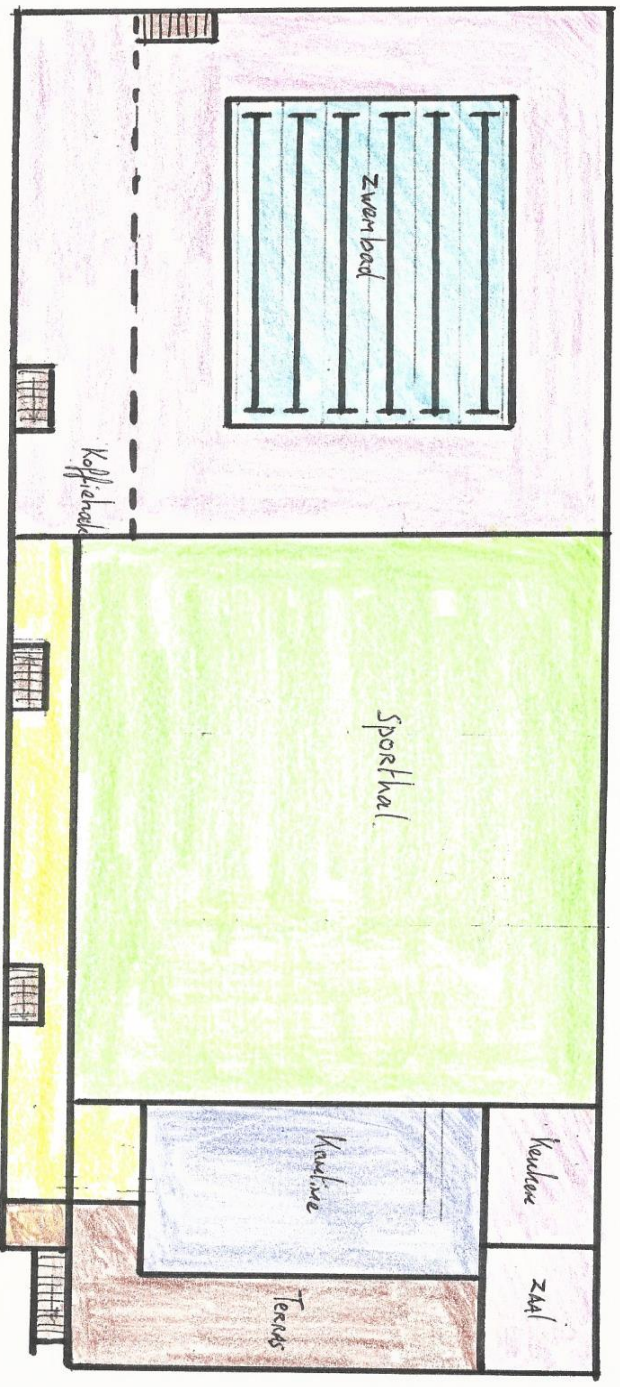 zwembad
Koffiehoek
Sporthal.
Keuken
Kantine
ZAAl
Terras